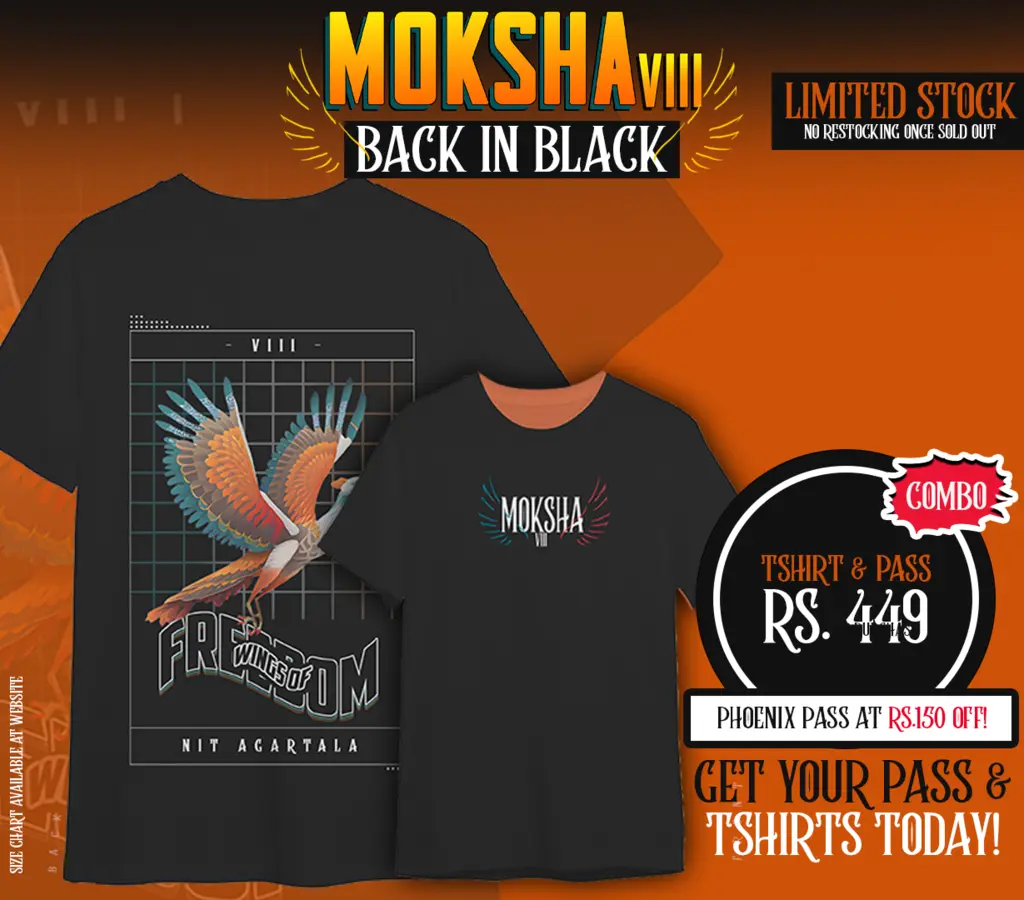 MOKSHA VIII
BACK IN BLACK
LIMITED STOCK
NO RESTOCKING ONCE SOLD OUT
VIII
- VIII -
FREEDOM
WINGS OF
NIT AGARTALA
MOKSHA
VIII
COMBO
TSHIRT & PASS
RS. 449
PHOENIX PASS AT RS.150 OFF!
GET YOUR PASS &
TSHIRTS TODAY!
SIZE CHART AVAILABLE AT WEBSITE
BACK